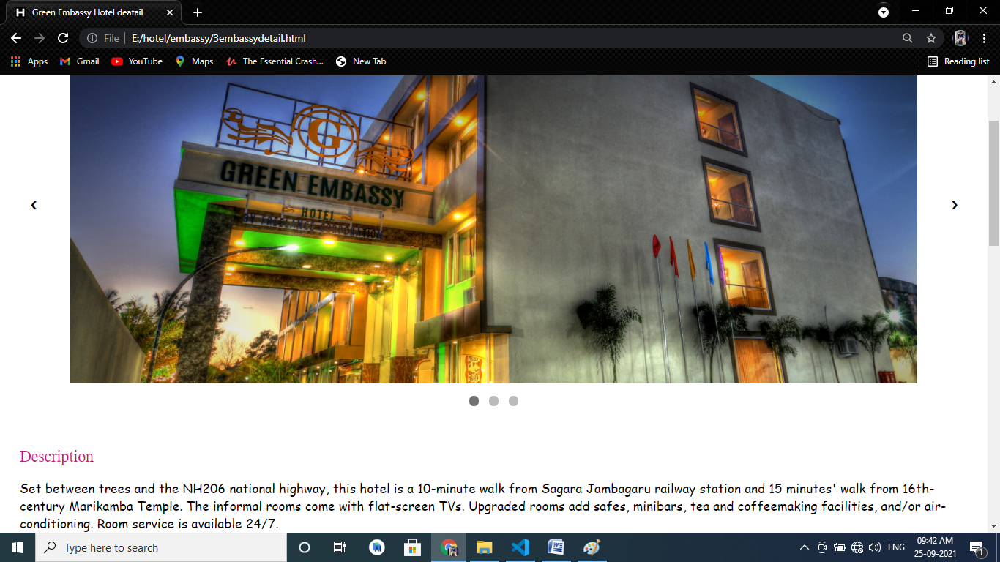 Green Embassy Hotel deatail
File
E:/hotel/embassy/3embassydetail.html
Apps
Gmail
YouTube
Maps
The Essential Crash...
New Tab
Reading list
G
GREEN EMBASSY
HOTEL
BY FREELANCE CORPORATION
Description
Set between trees and the NH206 national highway, this hotel is a 10-minute walk from Sagara Jambagaru railway station and 15 minutes' walk from 16th-
century Marikamba Temple. The informal rooms come with flat-screen TVs. Upgraded rooms add safes, minibars, tea and coffeemaking facilities, and/or air-
conditioning. Room service is available 24/7.
Type here to search
ENG
09:42 AM
25-09-2021
1